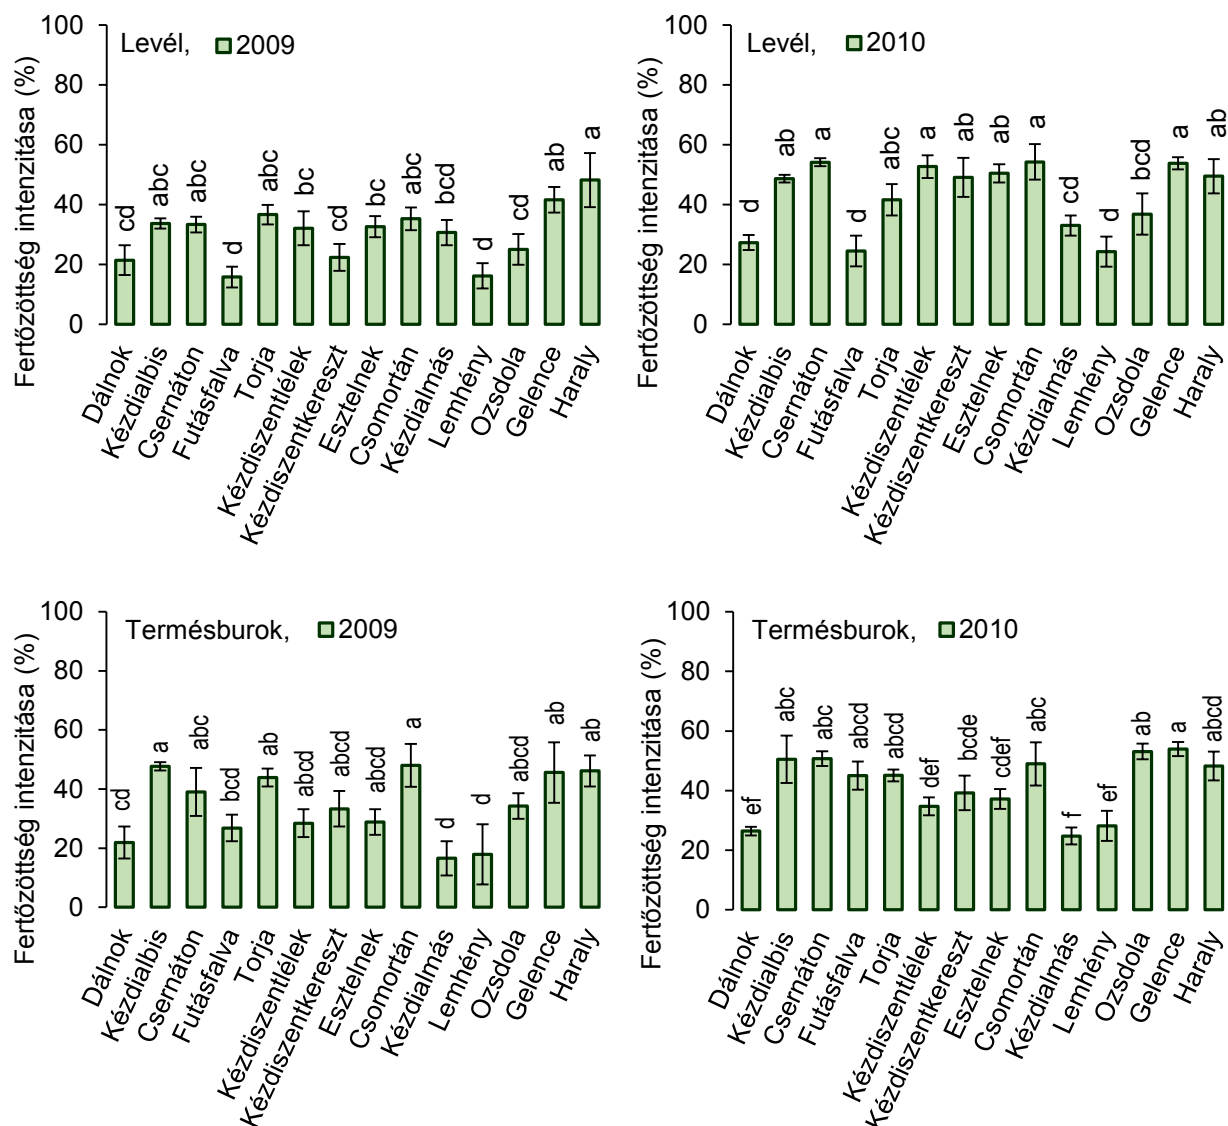 Fertőzöttség intenzitása (%)
100
80
60
40
20
0
Levél, 2009
cd abc abc d abc bc cd bc abc bcd d cd ab a
Dálnok
Kézdialbis
Csernáton
Futásfalva
Torja
Kézdiszentlélek
Kézdiszentkereszt
Esztelnek
Csomortán
Kézdialmás
Lemhény
Ozsdola
Gelence
Haraly
Fertőzöttség intenzitása (%)
100
80
60
40
20
0
Levél, 2010
d ab a d abc a ab ab a cd d bcd a ab
Dálnok
Kézdialbis
Csernáton
Futásfalva
Torja
Kézdiszentlélek
Kézdiszentkereszt
Esztelnek
Csomortán
Kézdialmás
Lemhény
Ozsdola
Gelence
Haraly
Fertőzöttség intenzitása (%)
100
80
60
40
20
0
Termésburok, 2009
cd a abc bcd ab abcd abcd abcd a d d abcd ab ab
Dálnok
Kézdialbis
Csernáton
Futásfalva
Torja
Kézdiszentlélek
Kézdiszentkereszt
Esztelnek
Csomortán
Kézdialmás
Lemhény
Ozsdola
Gelence
Haraly
Fertőzöttség intenzitása (%)
100
80
60
40
20
0
Termésburok, 2010
ef abc abc abcd abcd def bcde cdef abc f ef ab a abcd
Dálnok
Kézdialbis
Csernáton
Futásfalva
Torja
Kézdiszentlélek
Kézdiszentkereszt
Esztelnek
Csomortán
Kézdialmás
Lemhény
Ozsdola
Gelence
Haraly